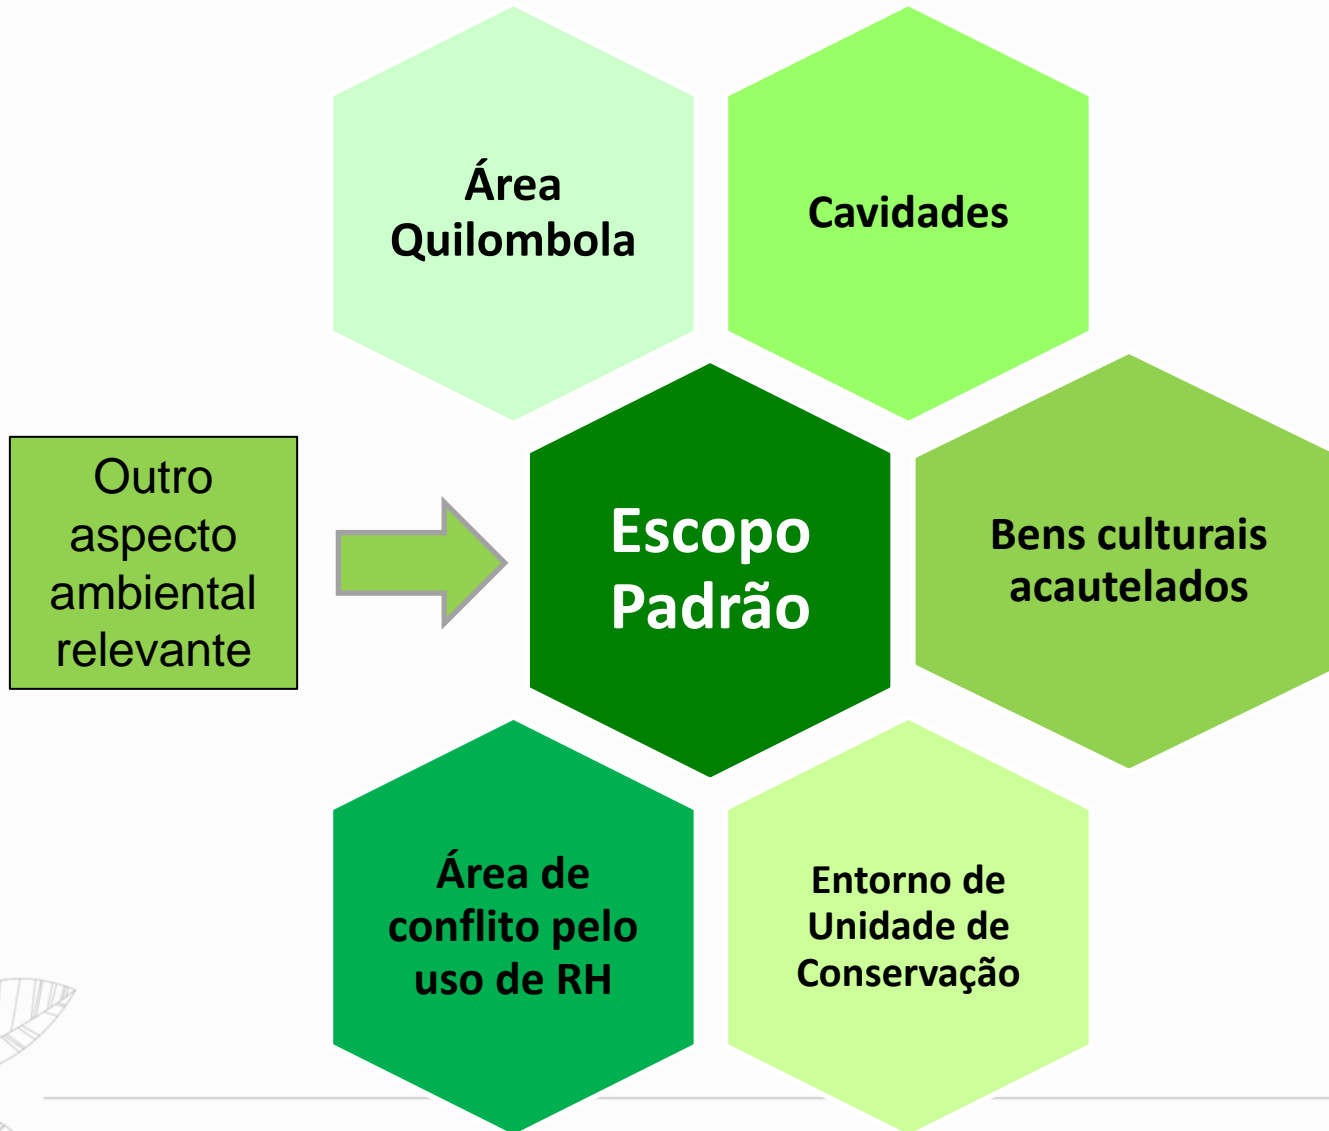 Área
Quilombola
Cavidades
Outro
aspecto
ambiental
relevante
Escopo
Padrão
Bens culturais
acautelados
Área de
conflito pelo
uso de RH
Entorno de
Unidade de
Conservação